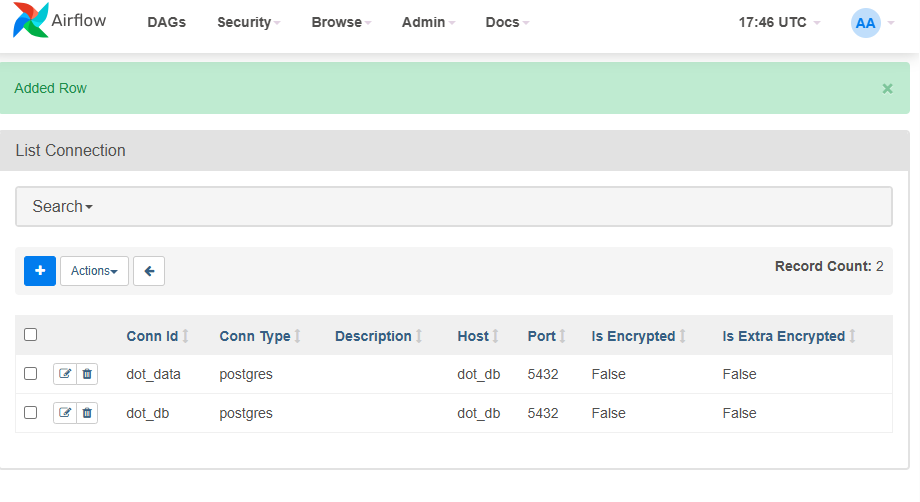 Airflow DAGs Security Browse Admin Docs 17:46 UTC AA
Added Row ×
List Connection
Search
+ Actions Record Count: 2
Conn Id Conn Type Description Host Port Is Encrypted Is Extra Encrypted
dot_data postgres dot_db 5432 False False
dot_db postgres dot_db 5432 False False